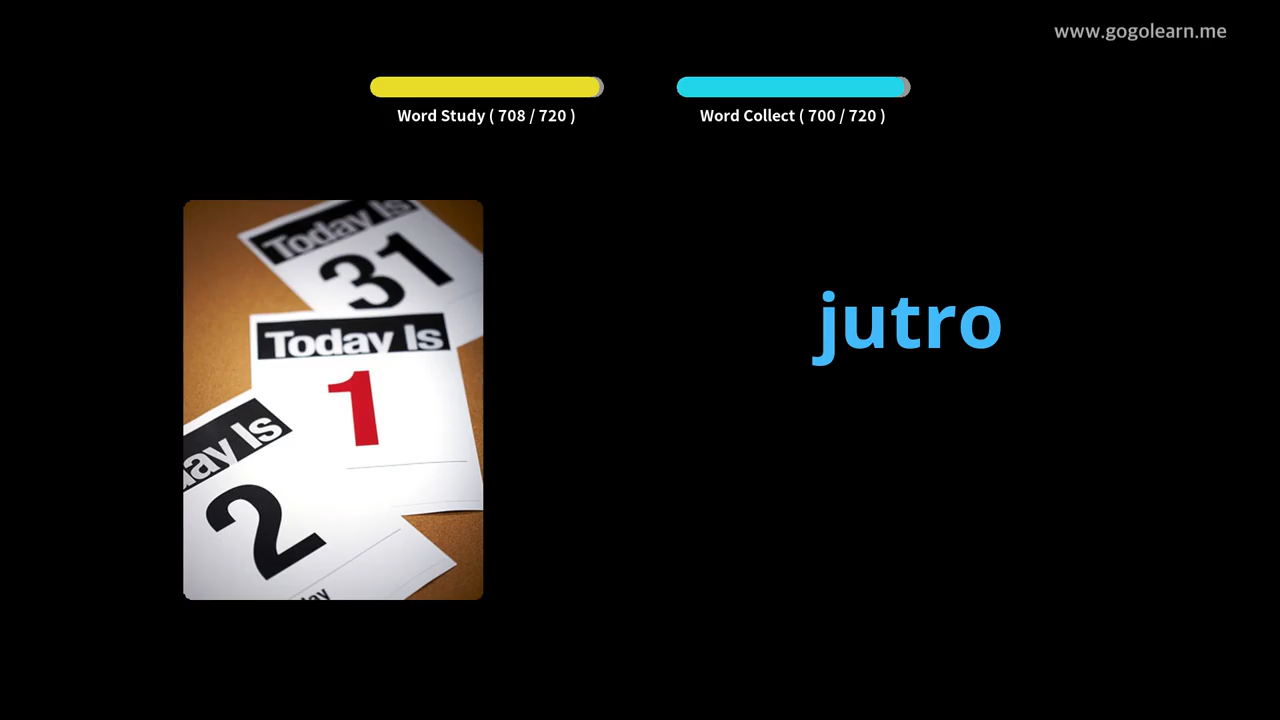 www.gogolearn.me
Word Study ( 708 / 720 )
Word Collect ( 700 / 720 )
Today Is
31
Today Is
1
ay Is
2
jutro